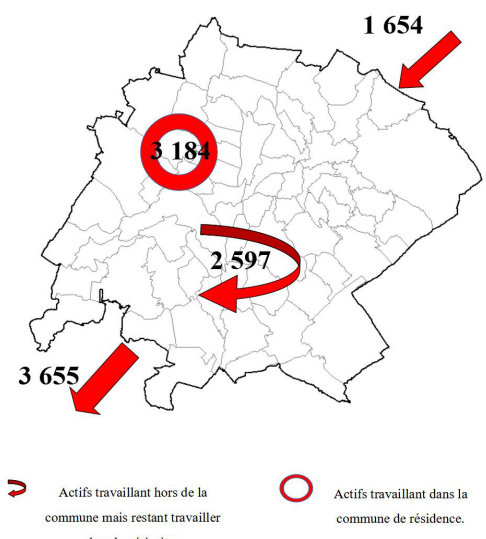 1 654
3 184
2 597
3 655
Actifs travaillant hors de la
commune mais restant travailler
Actifs travaillant dans la
commune de résidence.